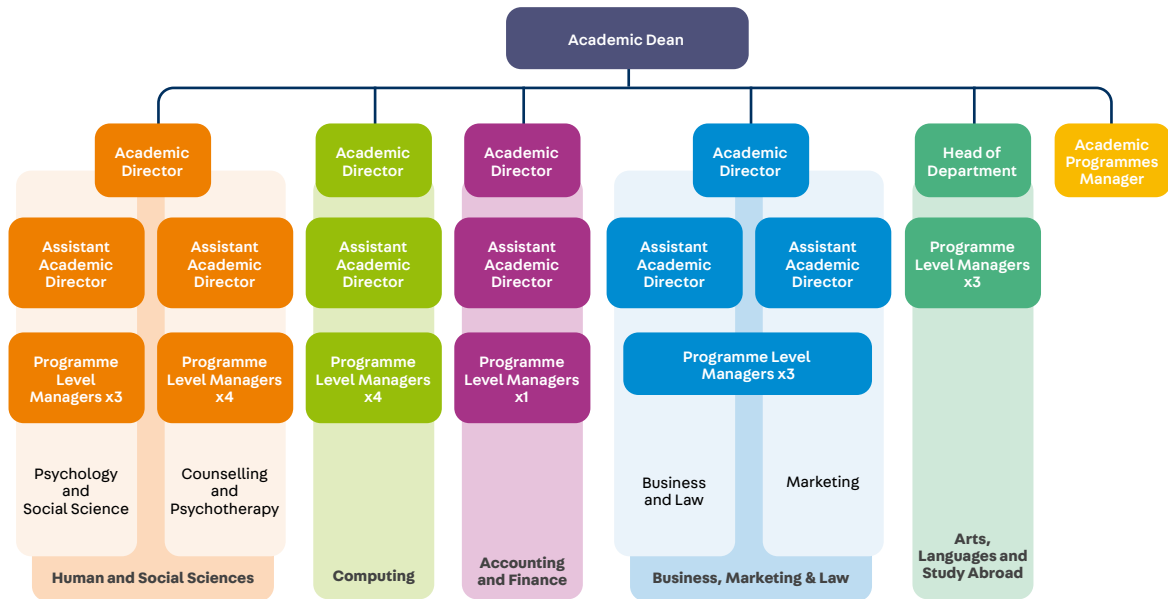 Academic Dean
Academic
Director
Academic
Director
Academic
Director
Academic
Director
Head of
Department
Academic
Programmes
Manager
Assistant
Academic
Director
Assistant
Academic
Director
Assistant
Academic
Director
Assistant
Academic
Director
Assistant
Academic
Director
Assistant
Academic
Director
Programme
Level Managers
x3
Programme
Level
Managers x3
Programme
Level Managers
x4
Programme
Level Managers
x4
Programme
Level Managers
x1
Programme Level
Managers x3
Psychology
and
Social Science
Counselling
and
Psychotherapy
Business
and Law
Marketing
Human and Social Sciences
Computing
Accounting
and Finance
Business, Marketing & Law
Arts,
Languages and
Study Abroad